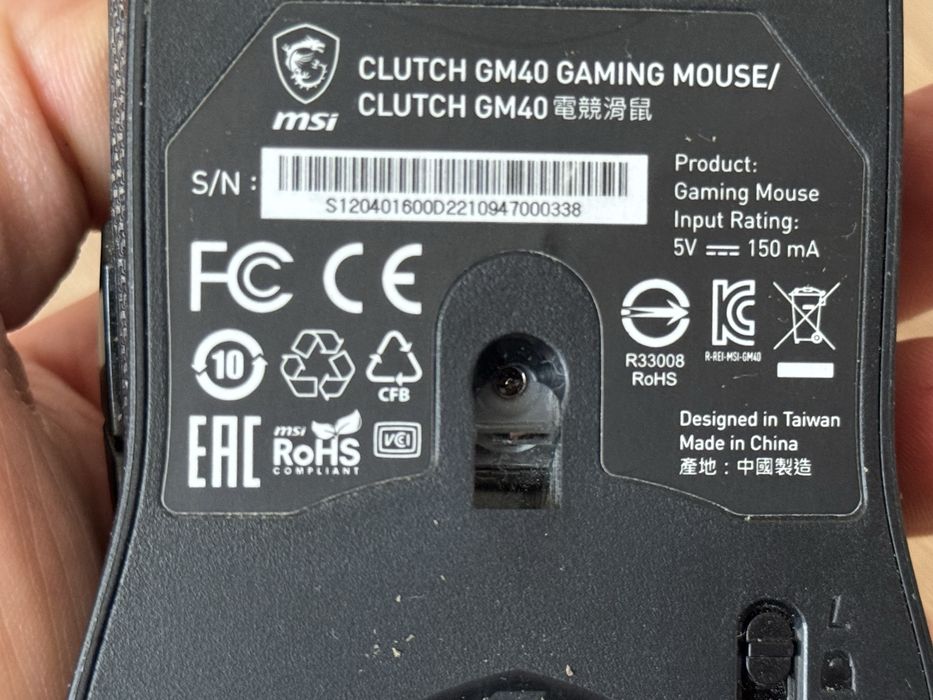 msi
CLUTCH GM40 GAMING MOUSE/
CLUTCH GM40 電競滑鼠
S/N :
S120401600D2210947000338
Product:
Gaming Mouse
Input Rating:
5V ⎓ 150 mA
FC CE
10
CFB
R33008
RoHS
R-REI-MSI-GM40
EAC
msi
RoHS
COMPLIANT
VCCI
Designed in Taiwan
Made in China
產地：中國製造